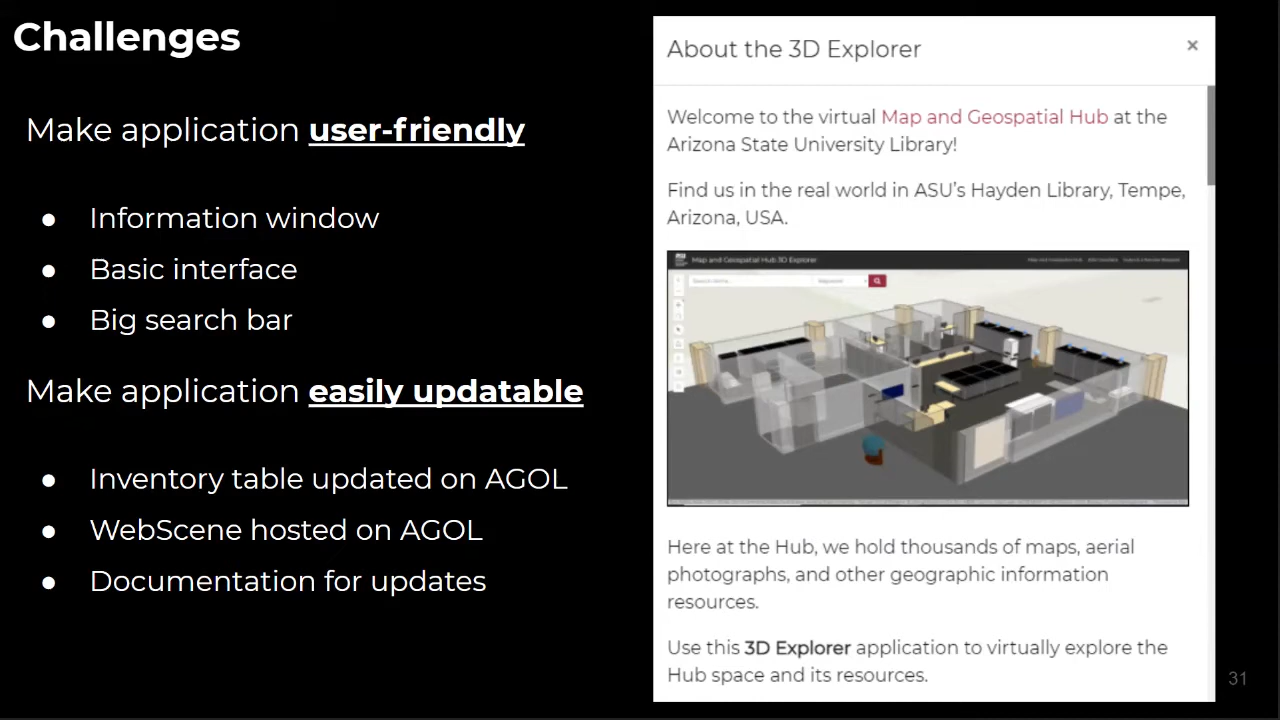 Challenges
Make application user-friendly
● Information window
● Basic interface
● Big search bar
Make application easily updatable
● Inventory table updated on AGOL
● WebScene hosted on AGOL
● Documentation for updates
About the 3D Explorer
×
Welcome to the virtual Map and Geospatial Hub at the
Arizona State University Library!
Find us in the real world in ASU’s Hayden Library, Tempe,
Arizona, USA.
Map and Geospatial Hub 3D Explorer
Here at the Hub, we hold thousands of maps, aerial
photographs, and other geographic information
resources.
Use this 3D Explorer application to virtually explore the
Hub space and its resources.
31